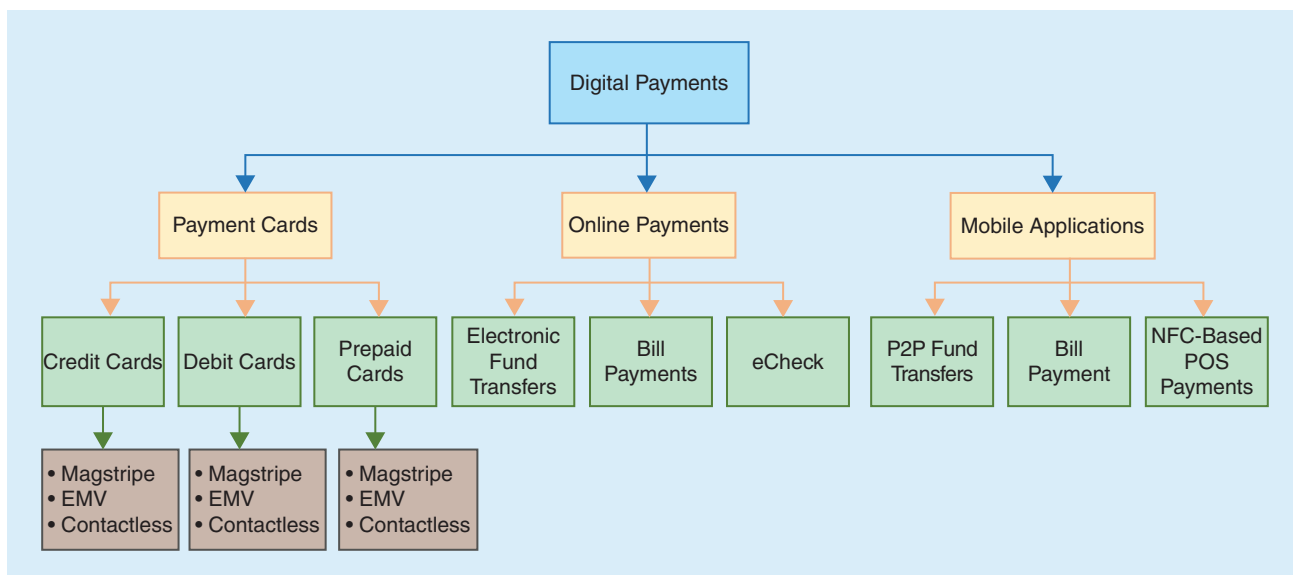 Digital Payments
Payment Cards
Online Payments
Mobile Applications
Credit Cards
Debit Cards
Prepaid
Cards
Electronic
Fund
Transfers
Bill
Payments
eCheck
P2P Fund
Transfers
Bill
Payment
NFC-Based
POS
Payments
• Magstripe
• EMV
• Contactless
• Magstripe
• EMV
• Contactless
• Magstripe
• EMV
• Contactless